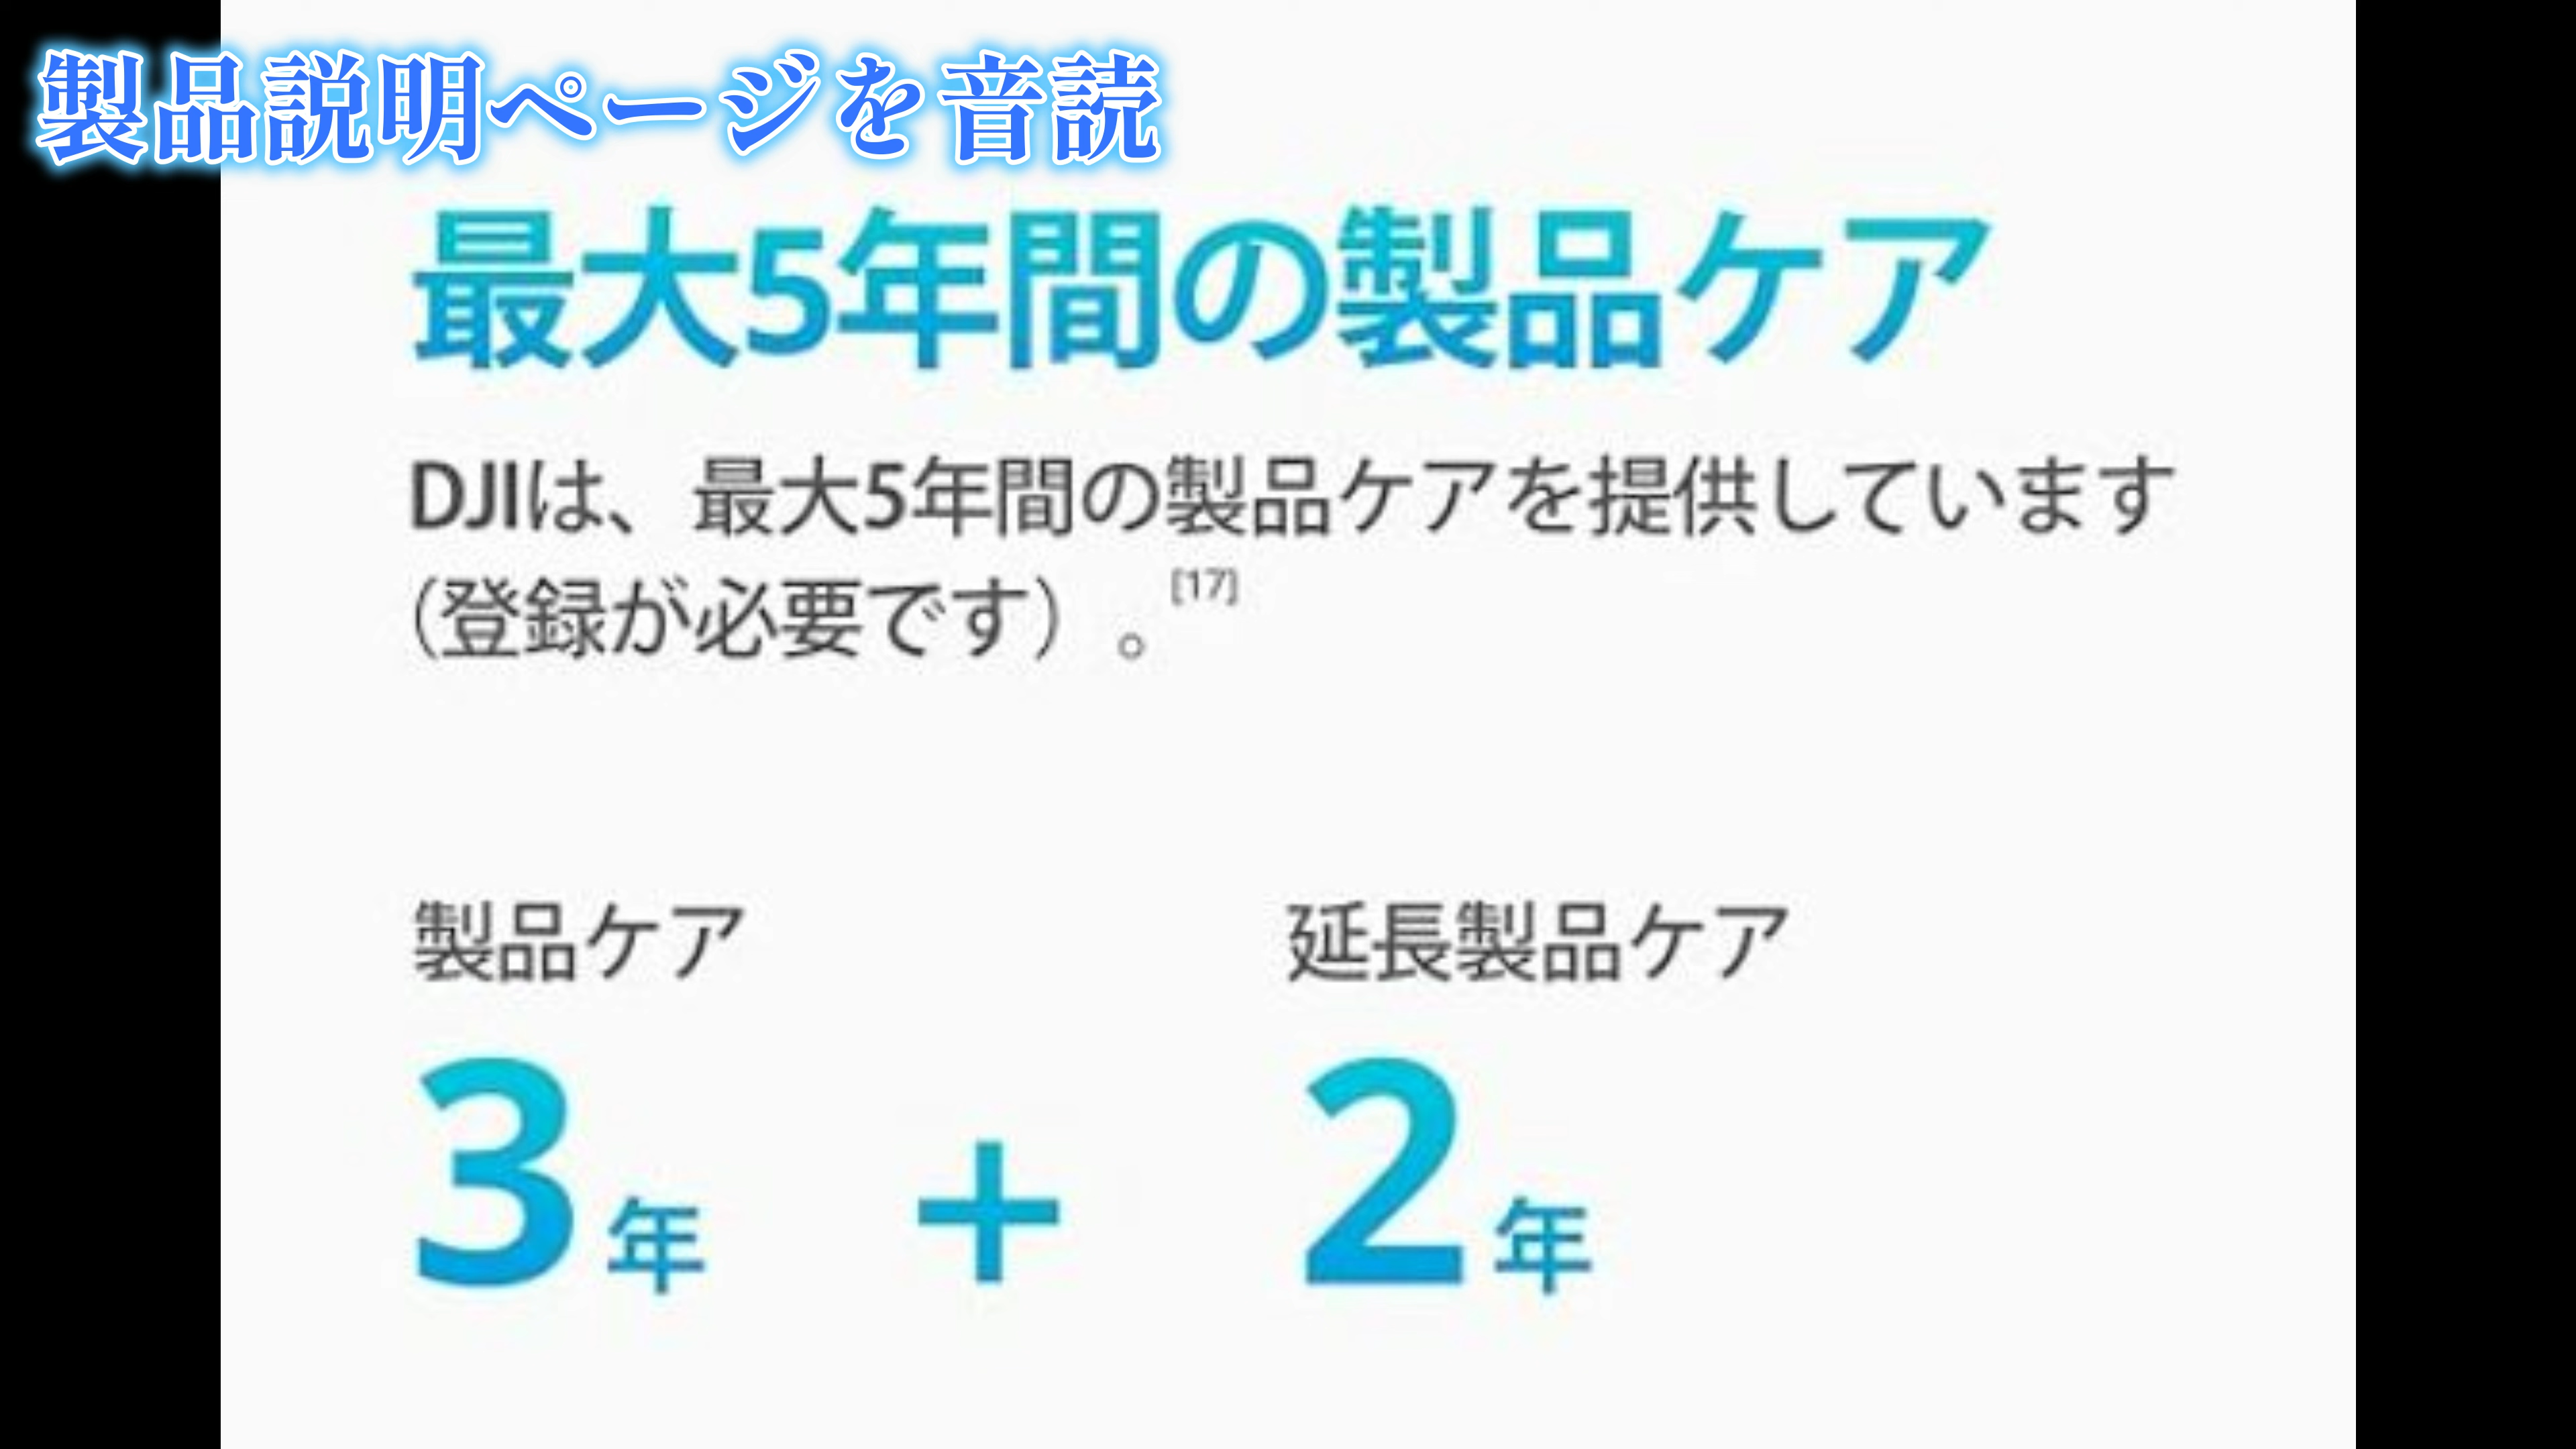 製品説明ページを音読
最大5年間の製品ケア
DJIは、最大5年間の製品ケアを提供しています
（登録が必要です）。[17]
製品ケア
延長製品ケア
3年 + 2年